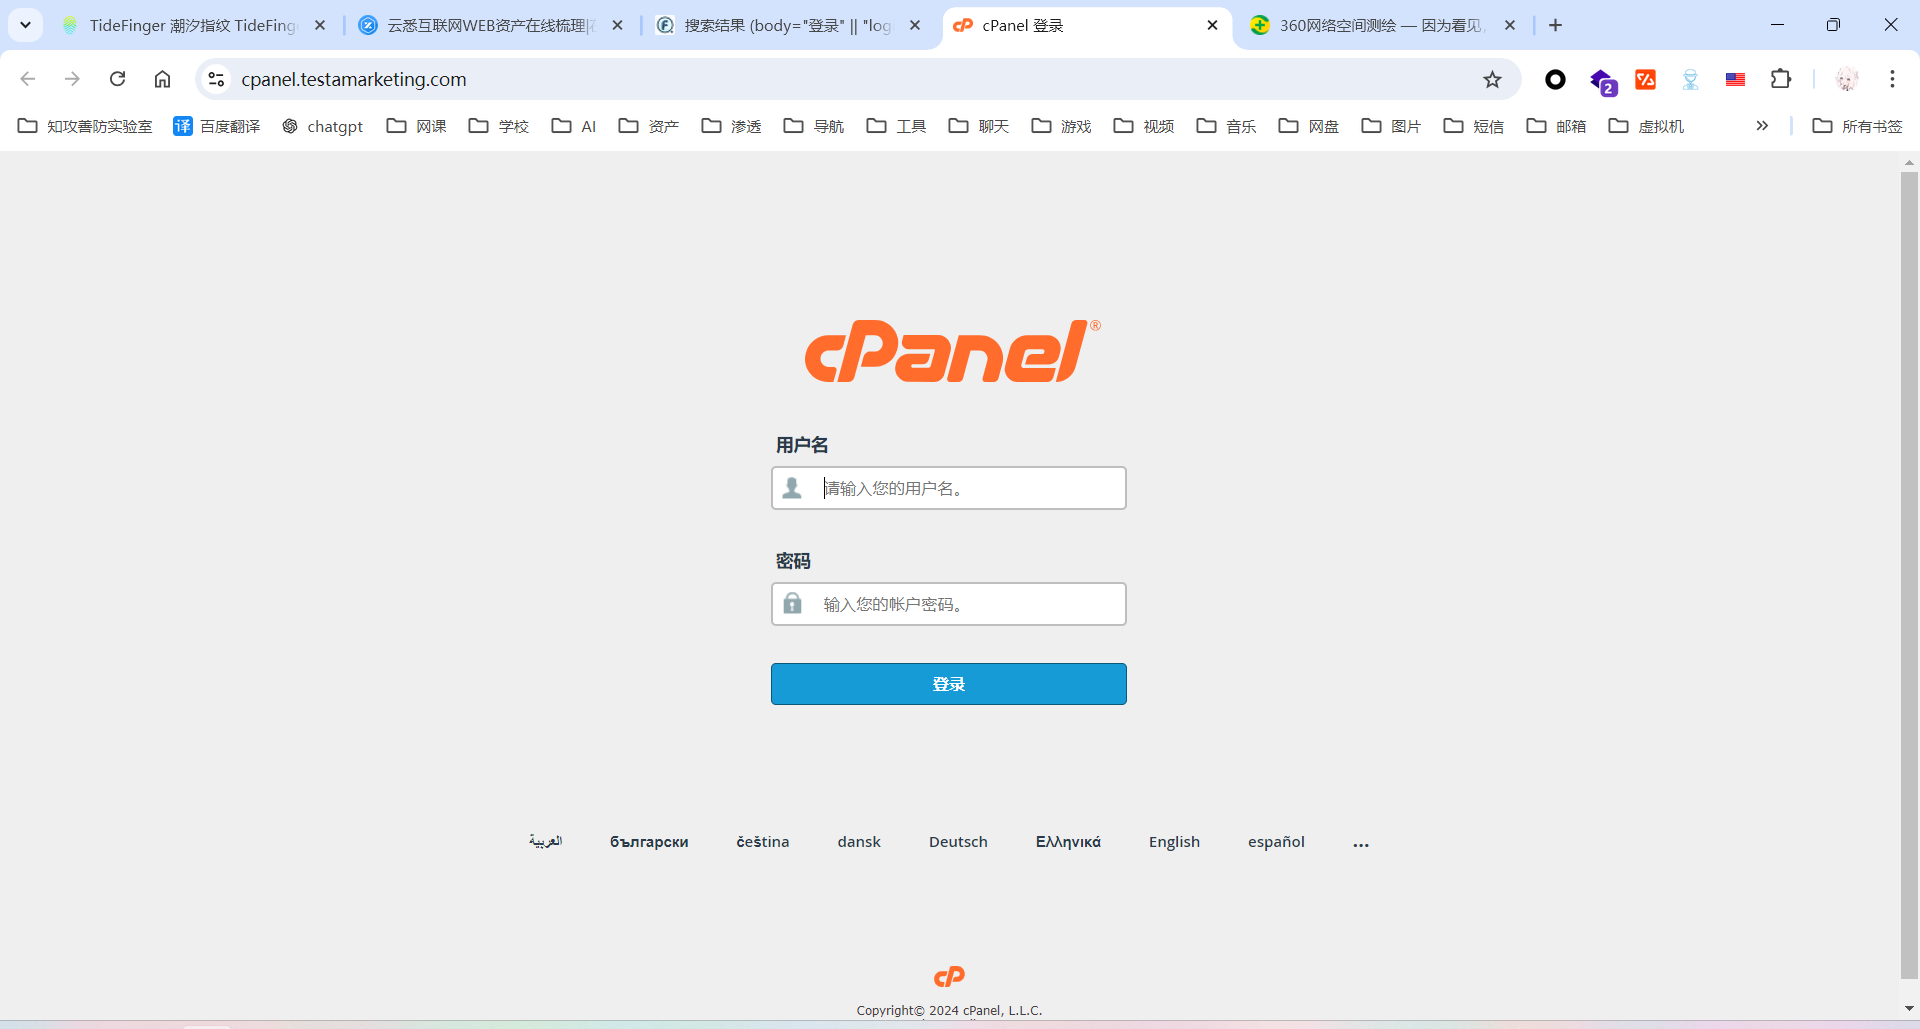 TideFinger 潮汐指纹 TideFing
云悉互联网WEB资产在线梳理|
搜索结果 (body="登录" || "log
cPanel 登录
360网络空间测绘 — 因为看见,
cpanel.testamarketing.com
2
知攻善防实验室
译 百度翻译
chatgpt
网课
学校
AI
资产
渗透
导航
工具
聊天
游戏
视频
音乐
网盘
图片
短信
邮箱
虚拟机
»
所有书签
cPanel®
用户名
请输入您的用户名。
密码
输入您的帐户密码。
登录
العربية български čeština dansk Deutsch Ελληνικά English español ...
cP
Copyright© 2024 cPanel, L.L.C.